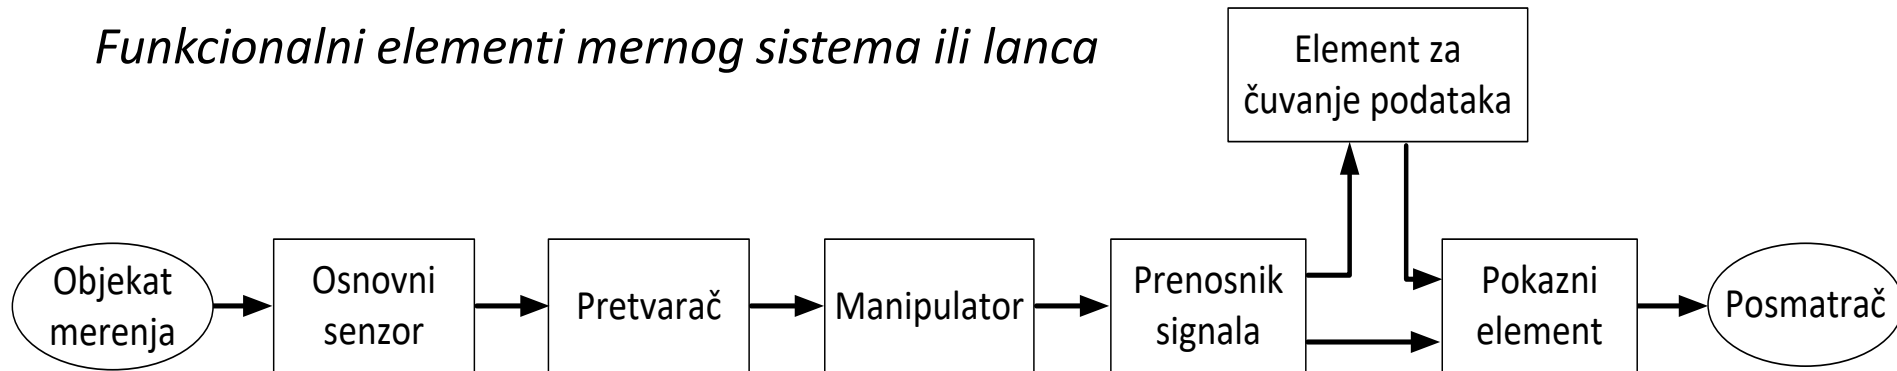 Funkcionalni elementi mernog sistema ili lanca
Element za
čuvanje podataka
Objekat
merenja
Osnovni
senzor
Pretvarač
Manipulator
Prenosnik
signala
Pokazni
element
Posmatrač